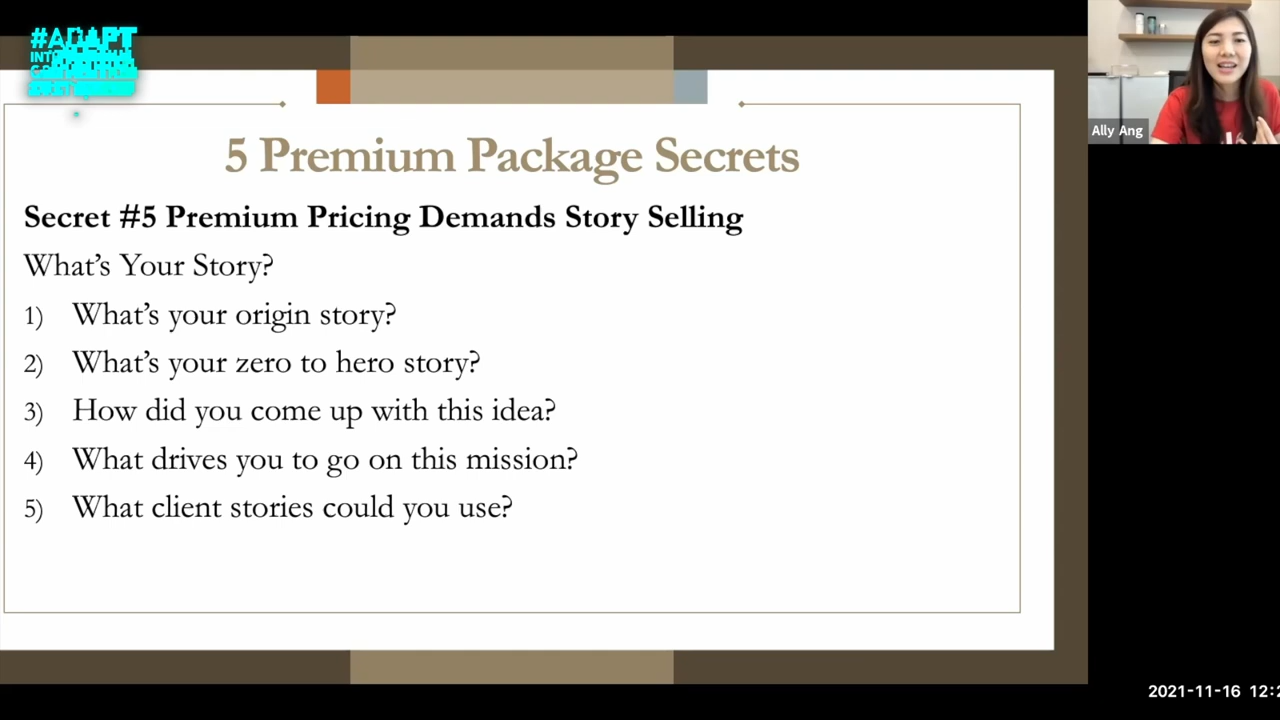 #ADAPT
5 Premium Package Secrets
Secret #5 Premium Pricing Demands Story Selling
What's Your Story?
1) What's your origin story?
2) What's your zero to hero story?
3) How did you come up with this idea?
4) What drives you to go on this mission?
5) What client stories could you use?
Ally Ang
2021-11-16